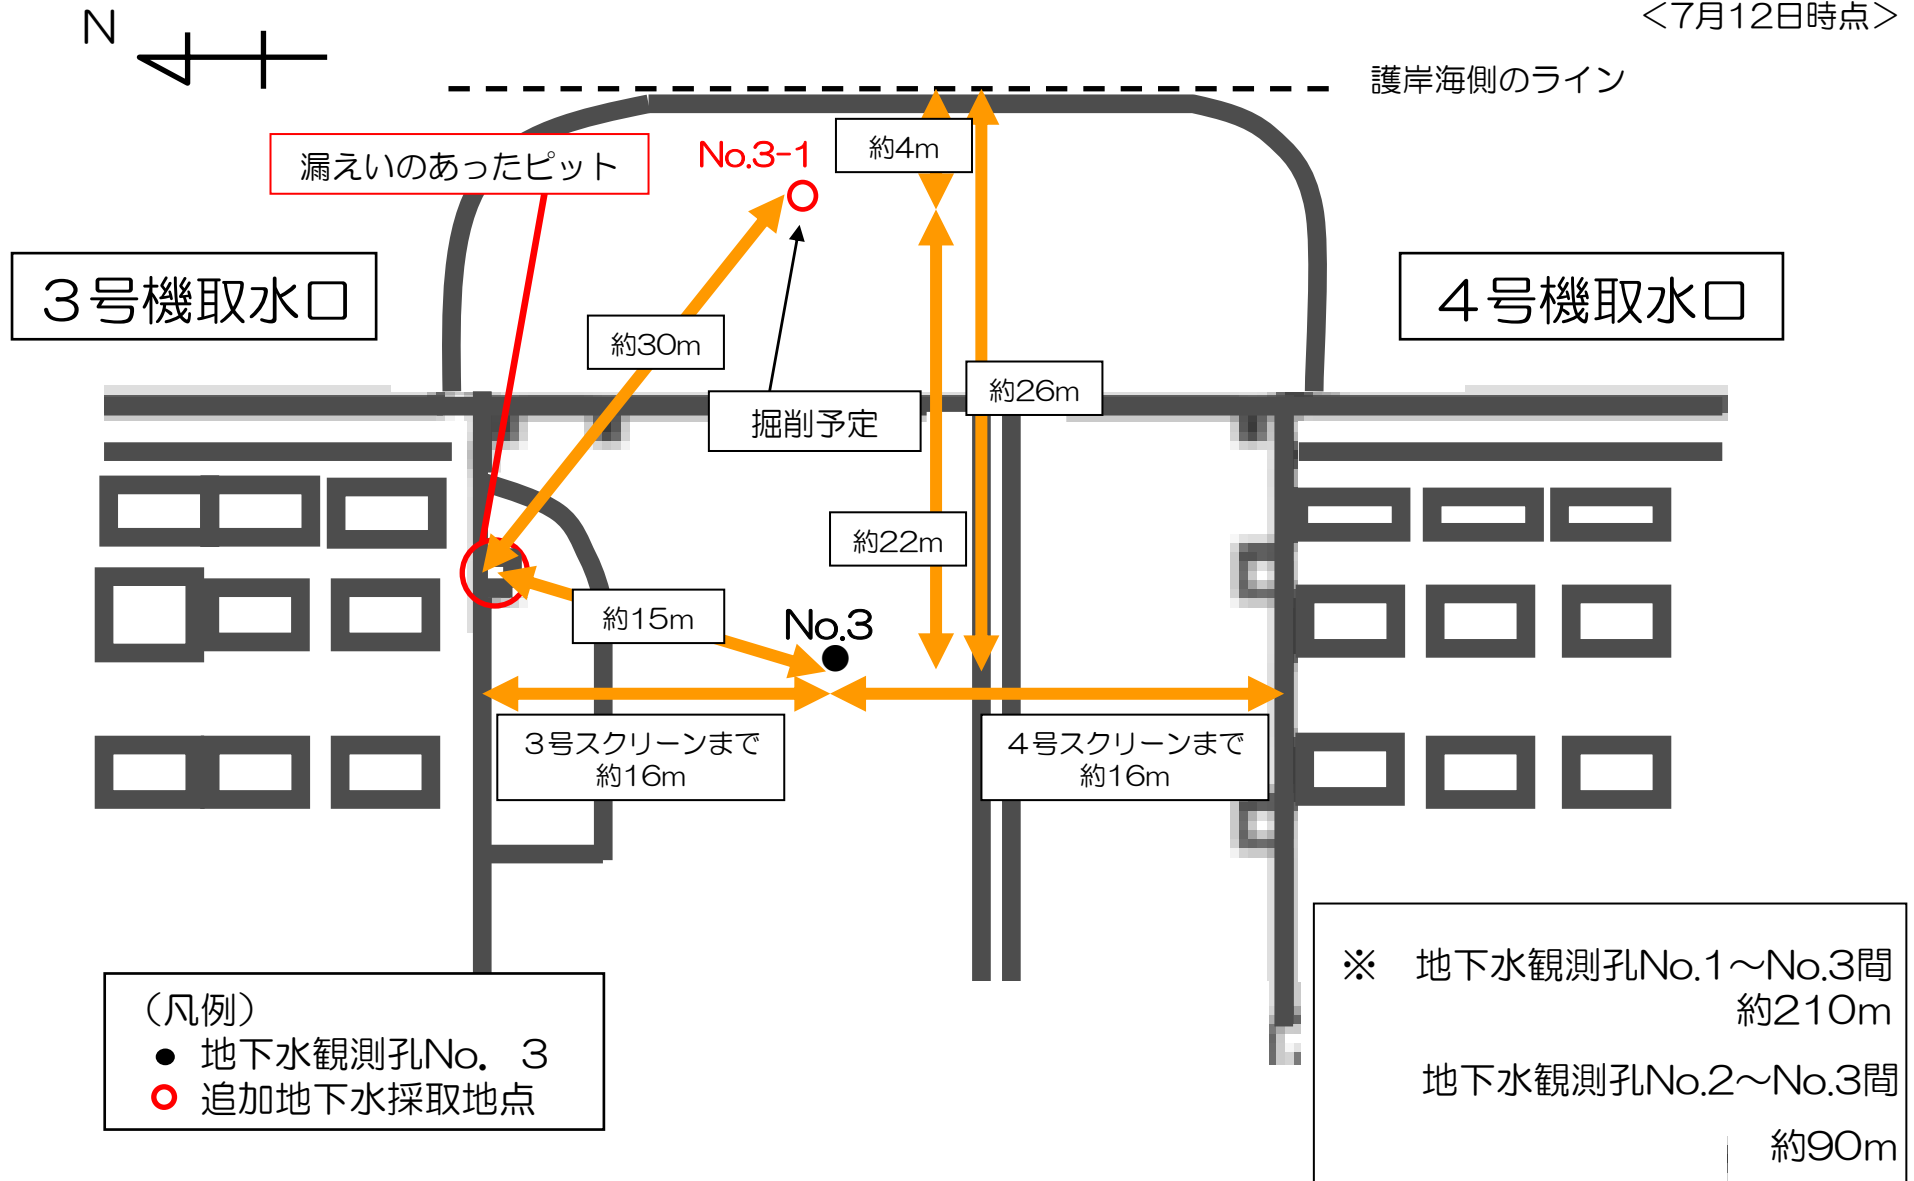 N
＜7月12日時点＞
護岸海側のライン
漏えいのあったピット
No.3-1
約4m
3号機取水口
4号機取水口
約30m
約26m
掘削予定
約22m
約15m
No.3
3号スクリーンまで
約16m
4号スクリーンまで
約16m
（凡例）
● 地下水観測孔No．3
○ 追加地下水採取地点
※ 地下水観測孔No.1～No.3間
約210m
地下水観測孔No.2～No.3間
約90m